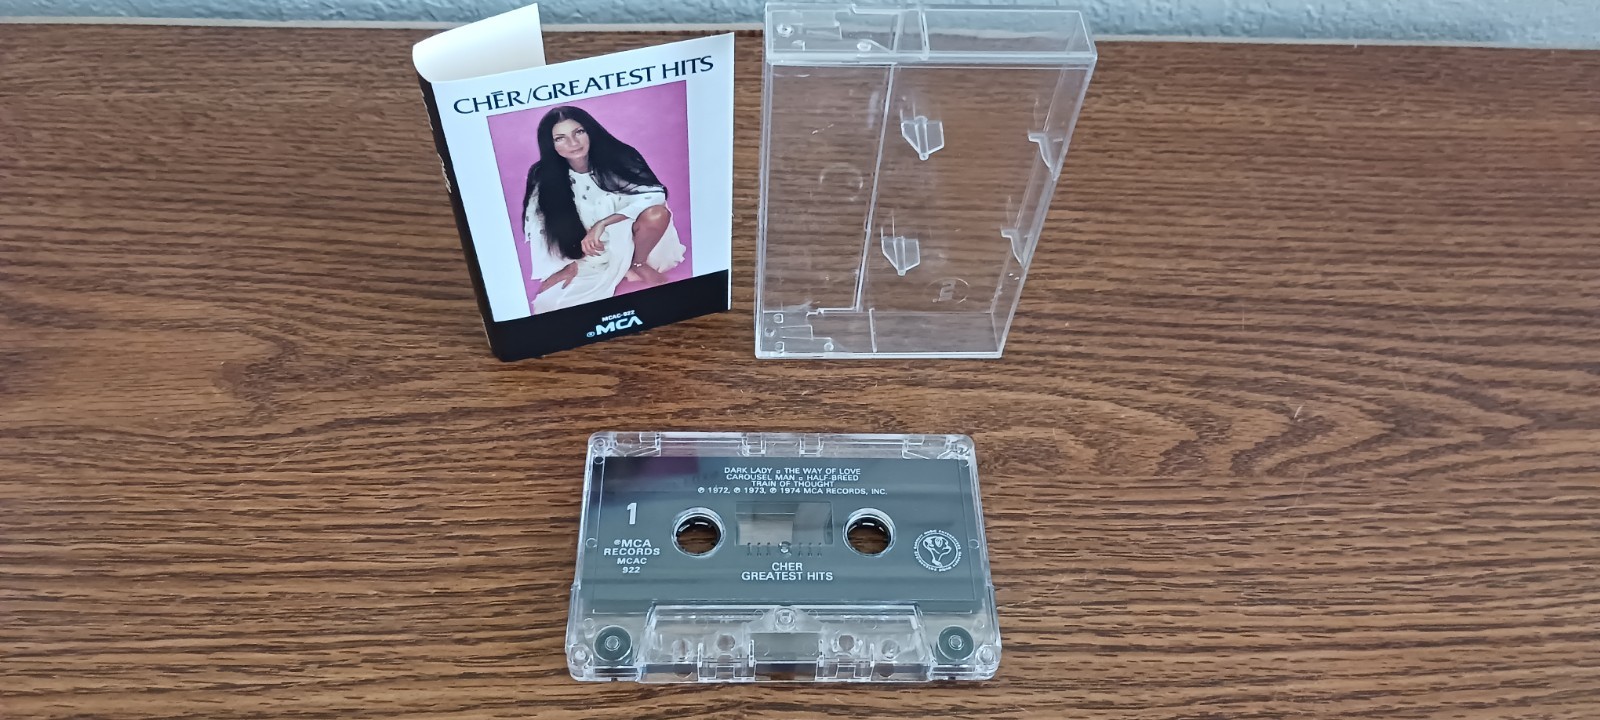 CHĒR/GREATEST HITS
MCAC-922
MCA
DARK LADY ¤ THE WAY OF LOVE
CAROUSEL MAN ¤ HALF-BREED
TRAIN OF THOUGHT
℗ 1972, ℗ 1973, ℗ 1974 MCA RECORDS, INC.
1
MCA
RECORDS
MCAC
922
CHER
GREATEST HITS